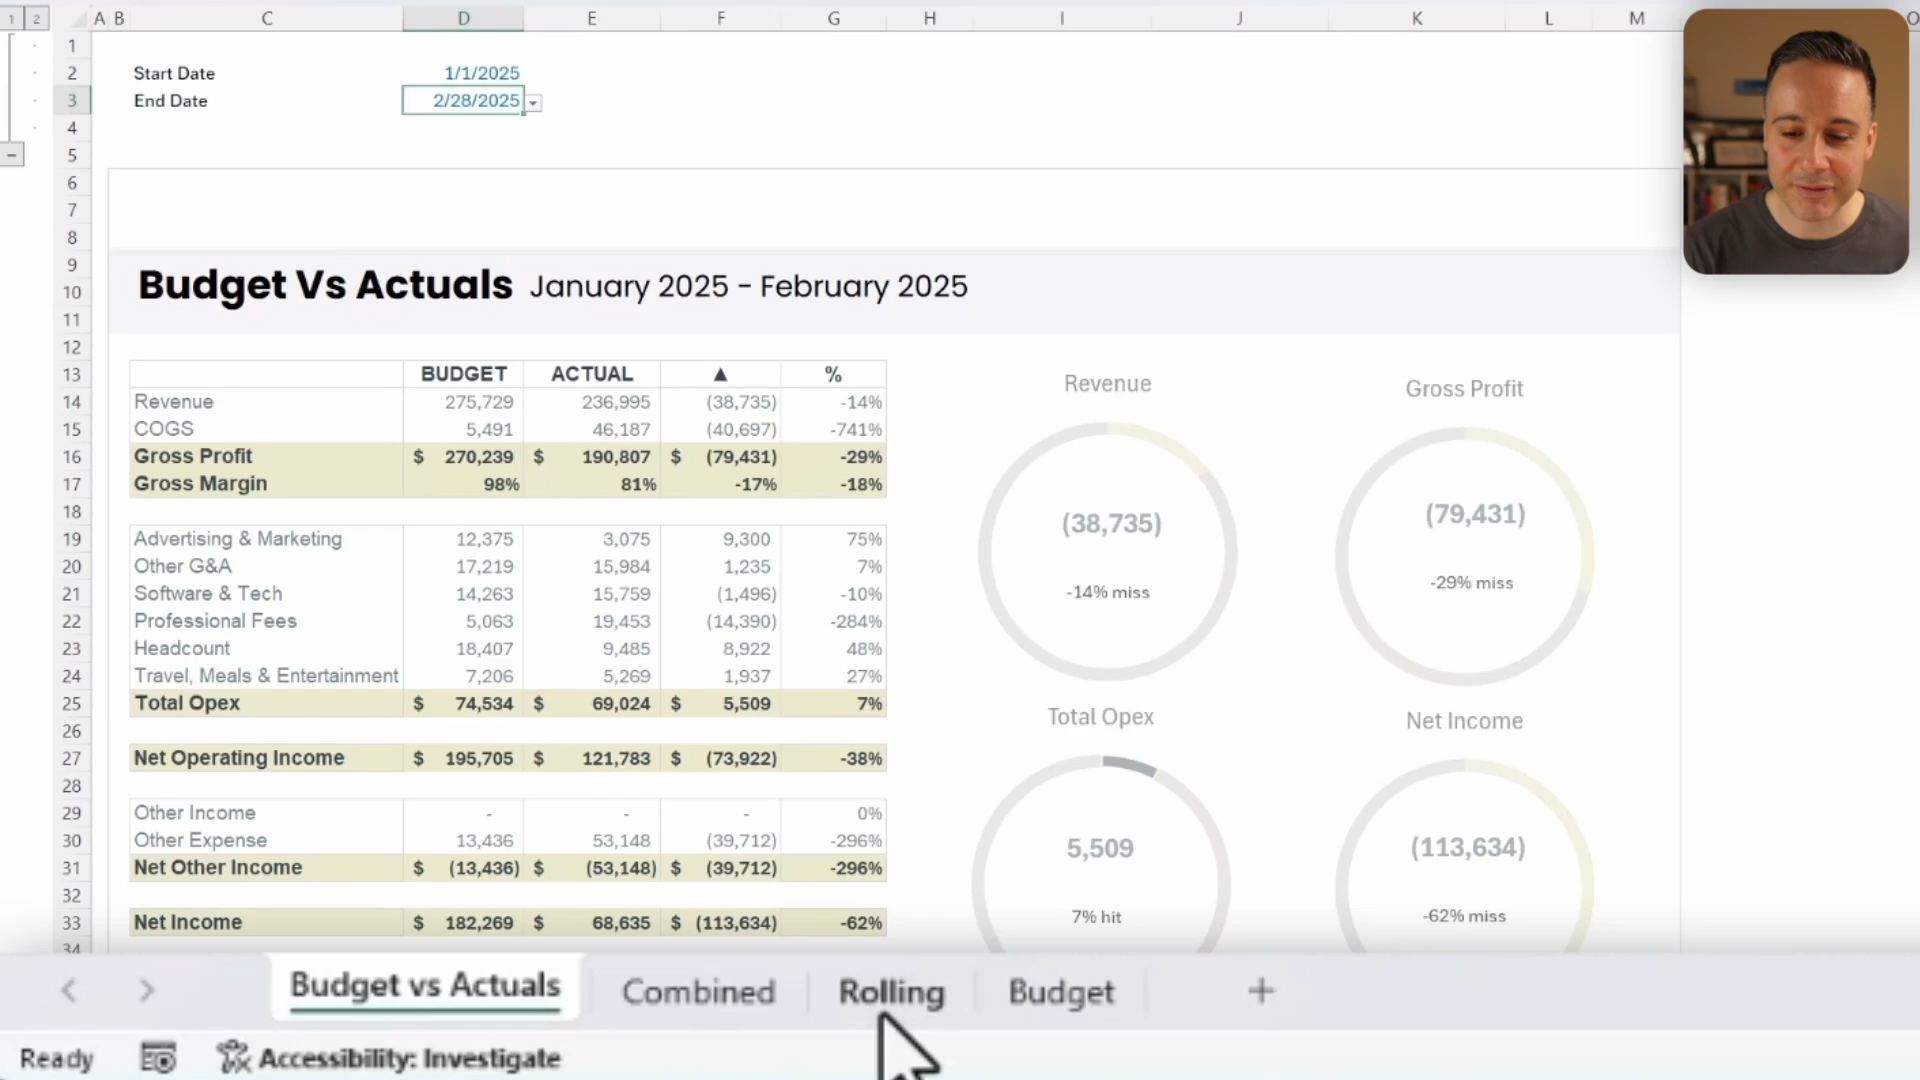 1 2 A B C D E F G H I J K L M
1
2 Start Date 1/1/2025
3 End Date 2/28/2025
4
5
6
7
8
9
10 Budget Vs Actuals January 2025 - February 2025
11
12
13 BUDGET ACTUAL ▲ %
14 Revenue 275,729 236,995 (38,735) -14%
15 COGS 5,491 46,187 (40,697) -741%
16 Gross Profit $ 270,239 $ 190,807 $ (79,431) -29%
17 Gross Margin 98% 81% -17% -18%
18
19 Advertising & Marketing 12,375 3,075 9,300 75%
20 Other G&A 17,219 15,984 1,235 7%
21 Software & Tech 14,263 15,759 (1,496) -10%
22 Professional Fees 5,063 19,453 (14,390) -284%
23 Headcount 18,407 9,485 8,922 48%
24 Travel, Meals & Entertainment 7,206 5,269 1,937 27%
25 Total Opex $ 74,534 $ 69,024 $ 5,509 7%
26
27 Net Operating Income $ 195,705 $ 121,783 $ (73,922) -38%
28
29 Other Income - - - 0%
30 Other Expense 13,436 53,148 (39,712) -296%
31 Net Other Income $ (13,436) $ (53,148) $ (39,712) -296%
32
33 Net Income $ 182,269 $ 68,635 $ (113,634) -62%
34
Revenue
(38,735)
-14% miss
Gross Profit
(79,431)
-29% miss
Total Opex
5,509
7% hit
Net Income
(113,634)
-62% miss
Budget vs Actuals Combined Rolling Budget +
Ready Accessibility: Investigate